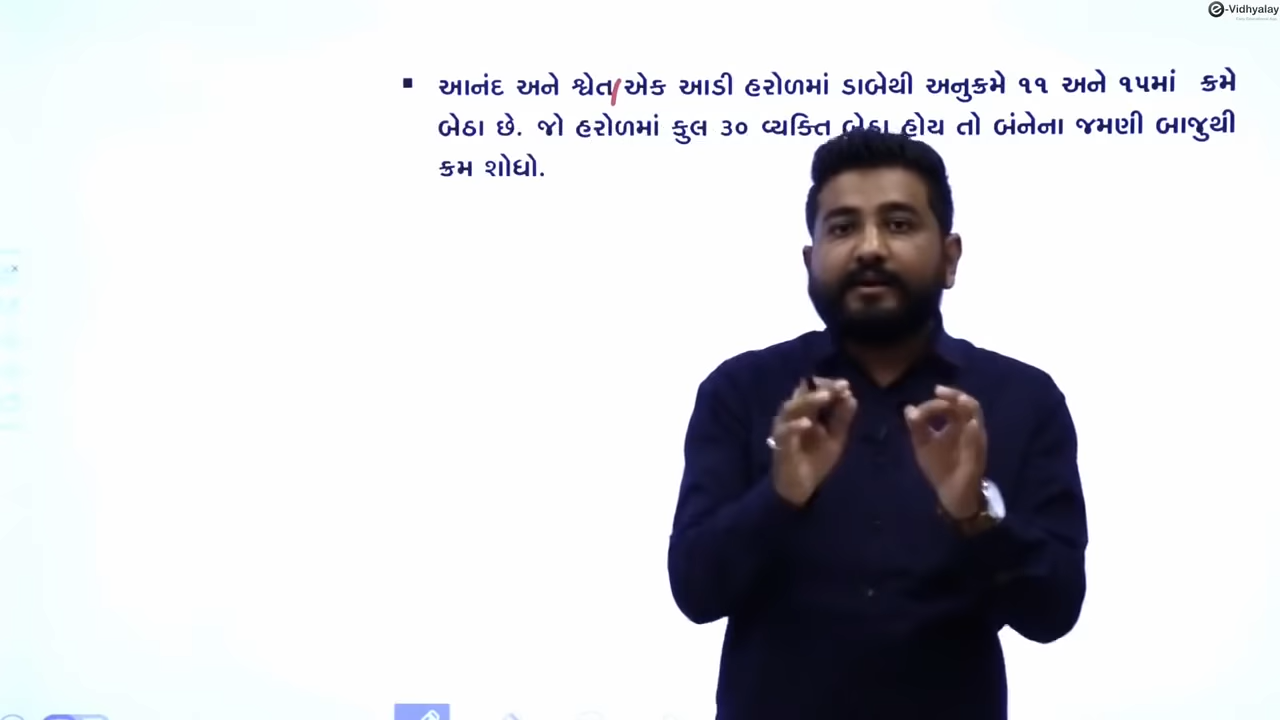 e-Vidhyalay
આનંદ અને શ્વેત/એક આડી હરોળમાં ડાબેથી અનુક્રમે ૧૧ અને ૧૫માં ક્રમે
બેઠા છે. જો હરોળમાં કુલ ૩૦ વ્યક્તિ બેઠા હોય તો બંનેના જમણી બાજુથી
ક્રમ શોધો.